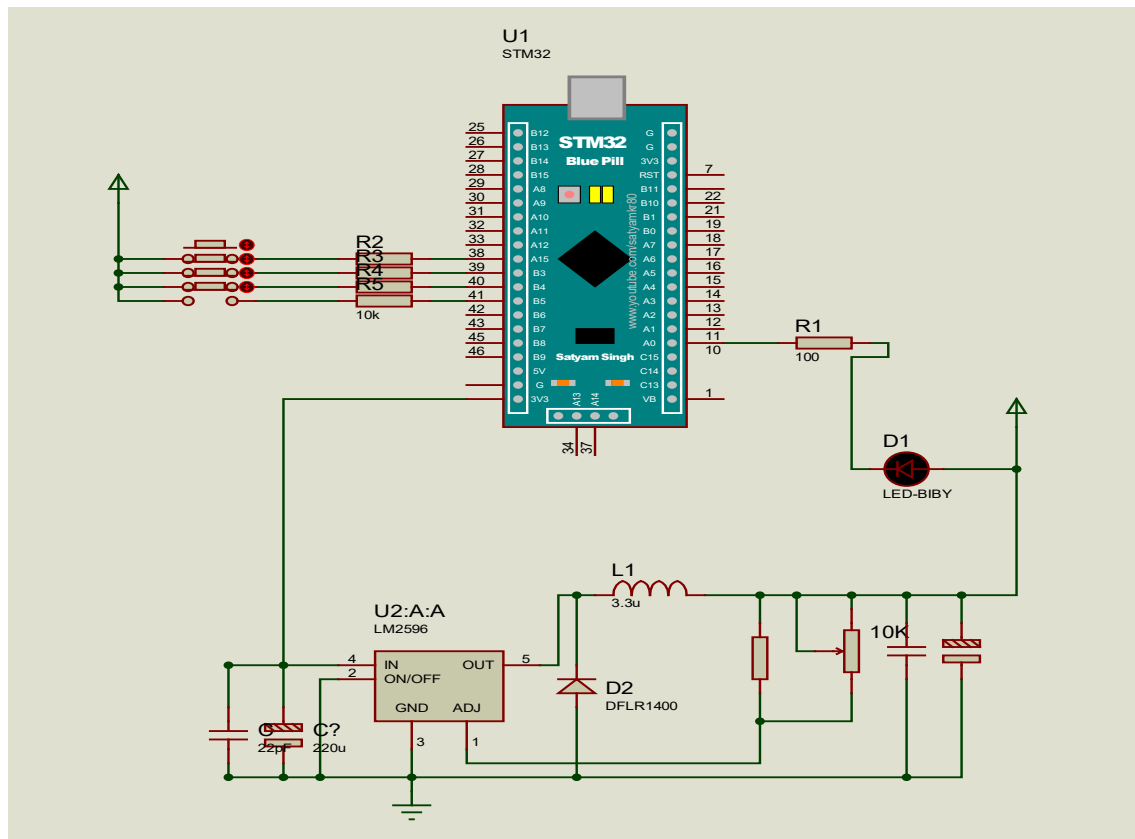 U1
STM32
STM32
Blue Pill
25 B12
26 B13
27 B14
28 B15
29 A8
30 A9
31 A10
32 A11
33 A12
38 A15
39 B3
40 B4
41 B5
42 B6
43 B7
45 B8
46 B9
5V
G
3V3
G
G
3V3
RST 7
B11
B10 22
B1 21
B0 19
A7 18
A6 17
A5 16
A4 15
A3 14
A2 13
A1 12
A0 11
C15 10
C14
C13
VB 1
www.youtube.com/satyamkr80
Satyam Singh
A13
A14
34
37
R2
R3
R4
R5
10k
R1
100
D1
LED-BIBY
L1
3.3u
U2:A:A
LM2596
4 IN
2 ON/OFF
OUT 5
GND
ADJ
3
1
D2
DFLR1400
10K
C
22pF
C?
220u